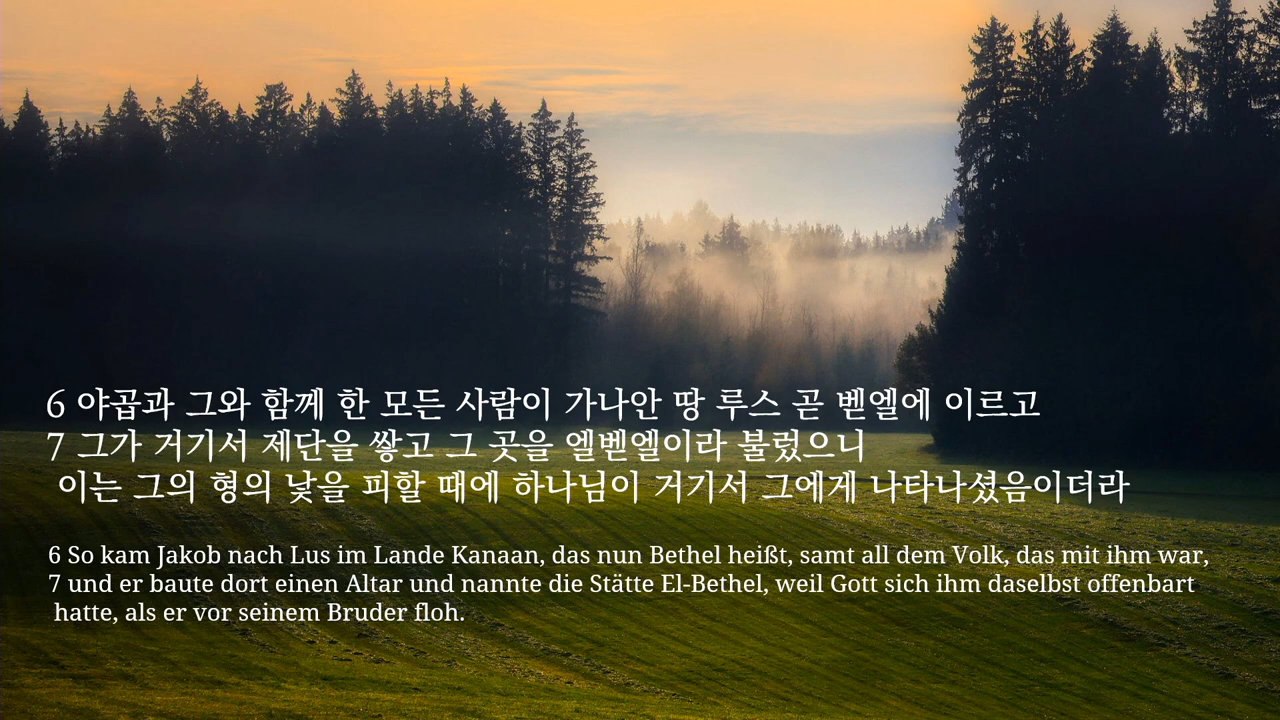 6 야곱과 그와 함께 한 모든 사람이 가나안 땅 루스 곧 벧엘에 이르고
7 그가 거기서 제단을 쌓고 그 곳을 엘벧엘이라 불렀으니
이는 그의 형의 낯을 피할 때에 하나님이 거기서 그에게 나타나셨음이더라
6 So kam Jakob nach Lus im Lande Kanaan, das nun Bethel heißt, samt all dem Volk, das mit ihm war,
7 und er baute dort einen Altar und nannte die Stätte El-Bethel, weil Gott sich ihm daselbst offenbart
hatte, als er vor seinem Bruder floh.